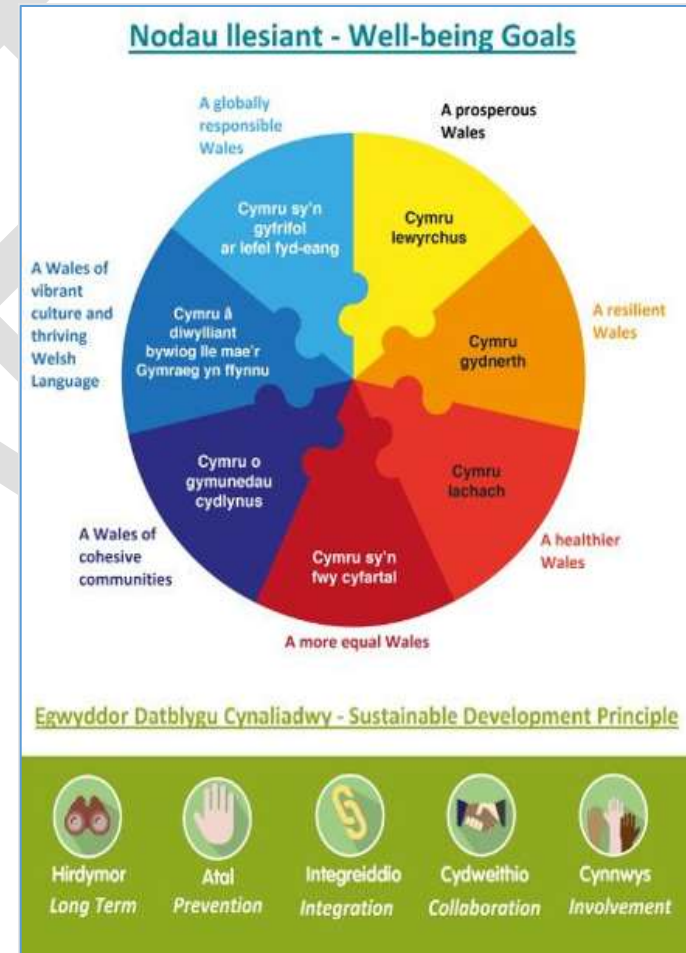 Nodau llesiant - Well-being Goals
A globally
responsible
Wales
A prosperous
Wales
Cymru sy'n
gyfrifol
ar lefel fyd-eang
Cymru
lewyrchus
A Wales of
vibrant
culture and
thriving
Welsh
Language
Cymru â
diwylliant
bywiog lle mae'r
Gymraeg yn ffynnu
Cymru
gydnerth
A resilient
Wales
Cymru o
gymunedau
cydlynus
Cymru
iachach
A Wales of
cohesive
communities
Cymru sy'n
fwy cyfartal
A healthier
Wales
A more equal Wales
Egwyddor Datblygu Cynaliadwy - Sustainable Development Principle
Hirdymor
Long Term
Atal
Prevention
Integreiddio
Integration
Cydweithio
Collaboration
Cynnwys
Involvement